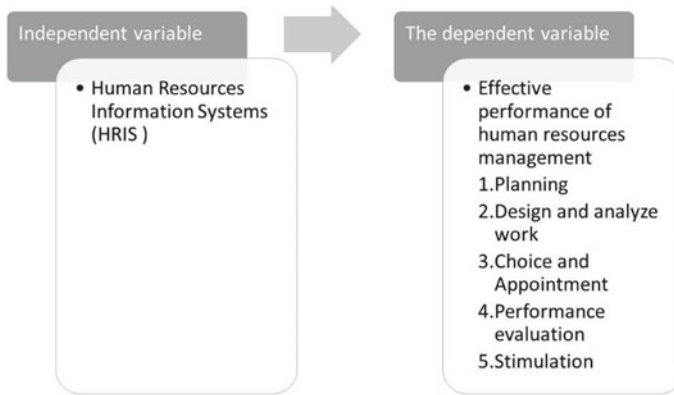 Independent variable
• Human Resources
Information Systems
(HRIS )
The dependent variable
• Effective
performance of
human resources
management
1.Planning
2.Design and analyze
work
3.Choice and
Appointment
4.Performance
evaluation
5.Stimulation